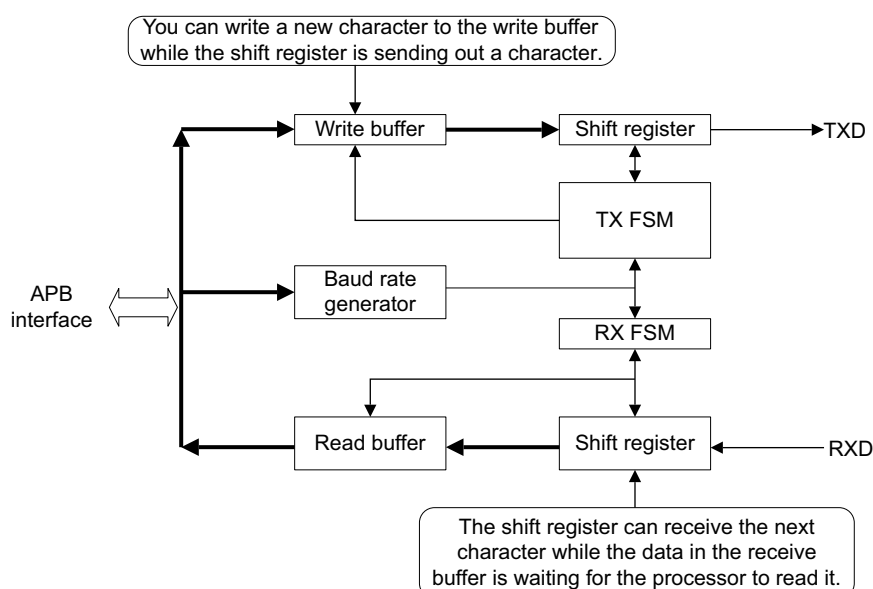 You can write a new character to the write buffer
while the shift register is sending out a character.
Write buffer
Shift register
TXD
TX FSM
APB
interface
Baud rate
generator
RX FSM
Read buffer
Shift register
RXD
The shift register can receive the next
character while the data in the receive
buffer is waiting for the processor to read it.